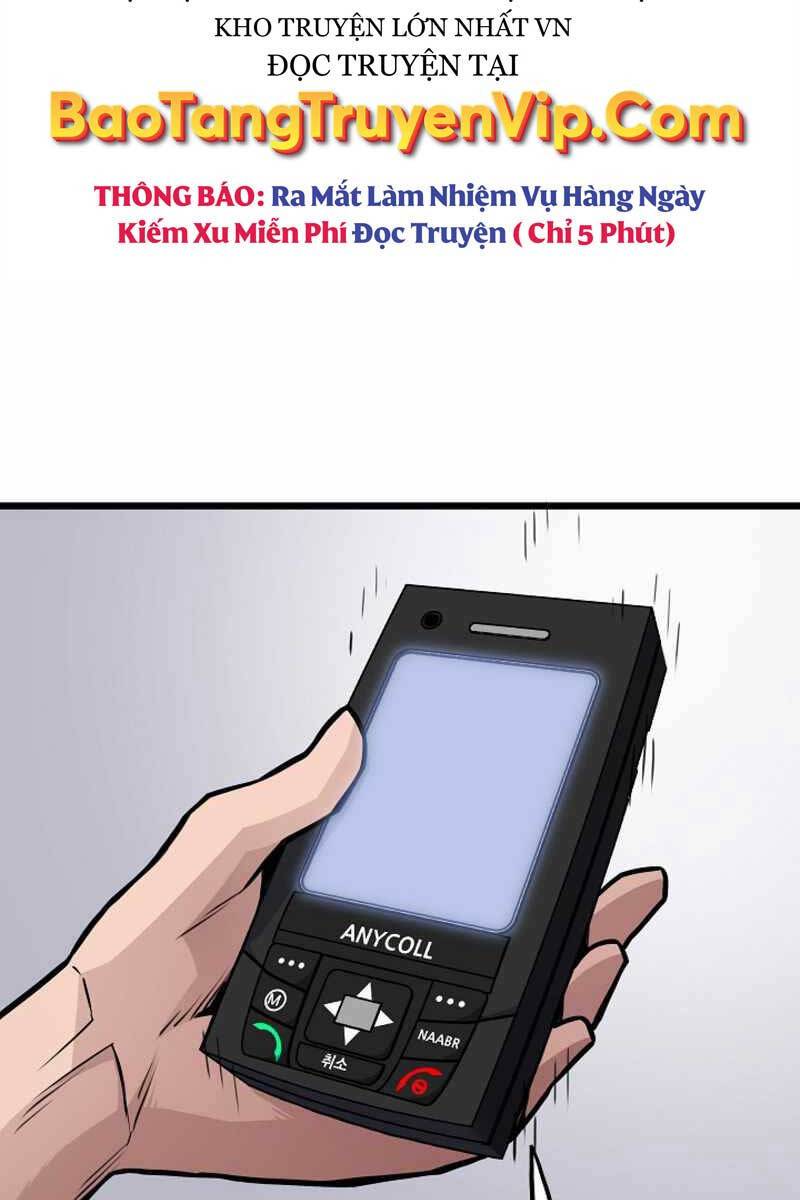 KHO TRUYỆN LỚN NHẤT VN
ĐỌC TRUYỆN TẠI
BaoTangTruyenVip.Com
THÔNG BÁO: Ra Mắt Làm Nhiệm Vụ Hàng Ngày
Kiếm Xu Miễn Phí Đọc Truyện ( Chỉ 5 Phút)
ANYCOLL
M
NAABR
취소